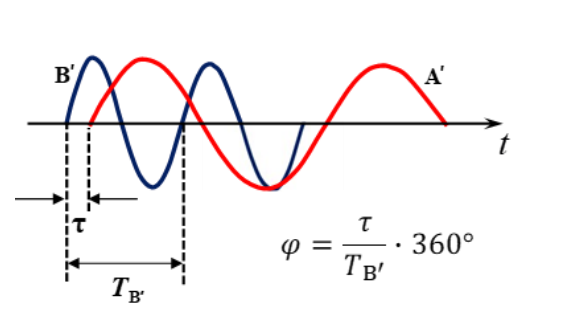 B′
A′
t
τ
φ = τ/T_B′ · 360°
T_B′